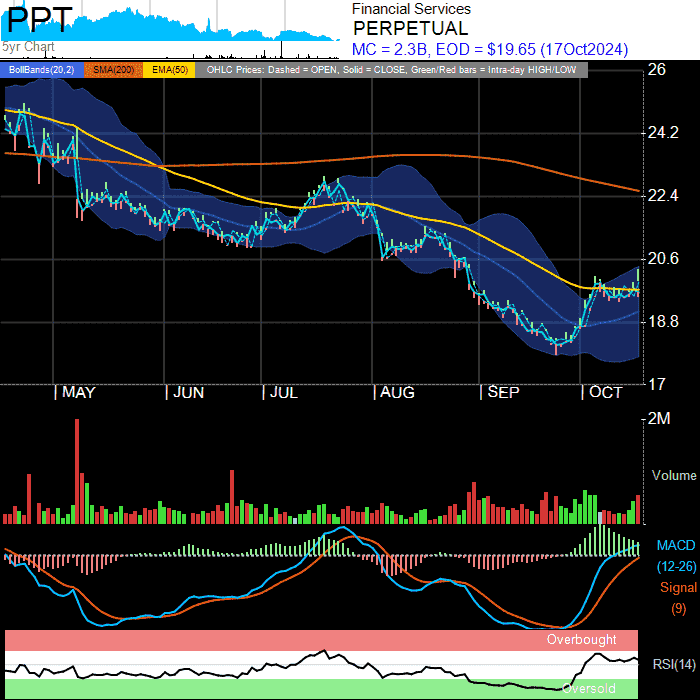 PPT
5yr Chart
Financial Services
PERPETUAL
MC = 2.3B, EOD = $19.65 (17Oct2024)
BollBands(20,2) SMA(200) EMA(50) OHLC Prices: Dashed = OPEN, Solid = CLOSE, Green/Red bars = Intra-day HIGH/LOW
26
24.2
22.4
20.6
18.8
17
MAY JUN JUL AUG SEP OCT
2M
Volume
MACD
(12-26)
Signal
(9)
Overbought
RSI(14)
Oversold